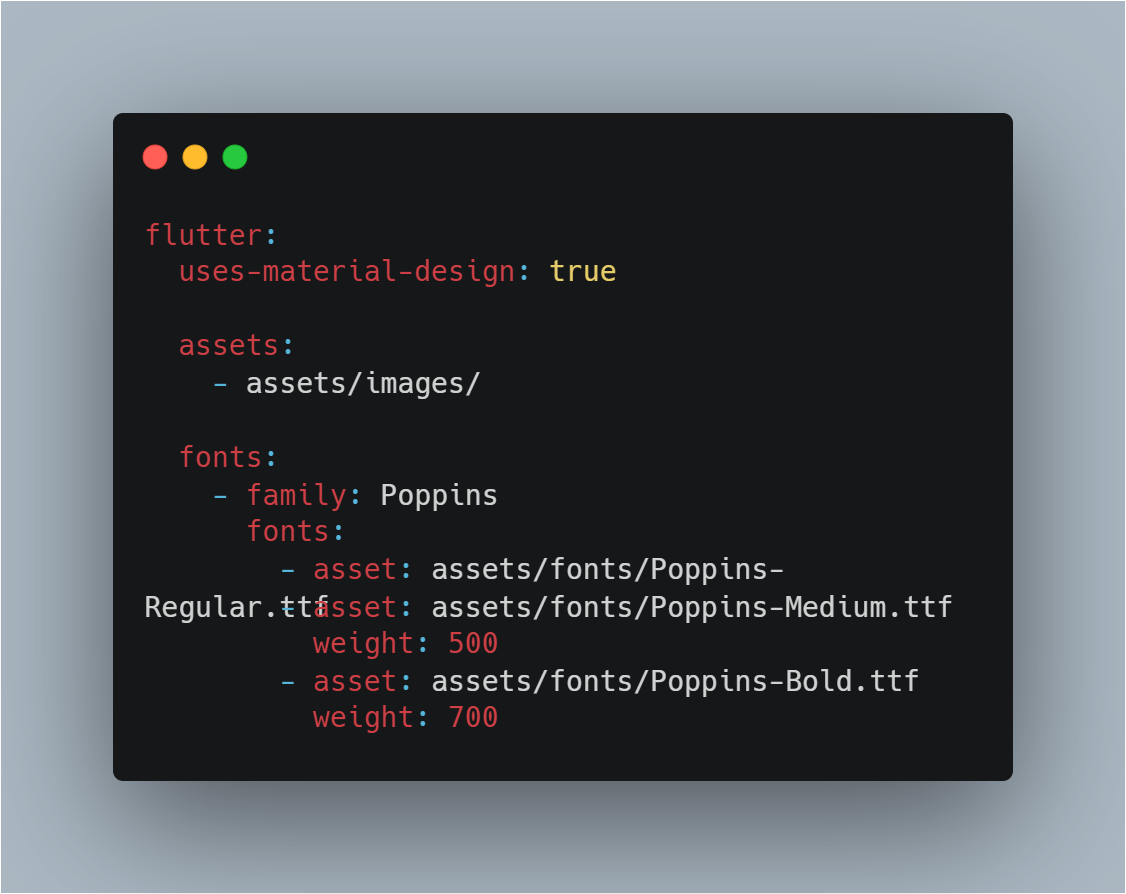 flutter:
  uses-material-design: true

  assets:
    - assets/images/

  fonts:
    - family: Poppins
      fonts:
        - asset: assets/fonts/Poppins-
Regular.ttf
        - asset: assets/fonts/Poppins-Medium.ttf
          weight: 500
        - asset: assets/fonts/Poppins-Bold.ttf
          weight: 700